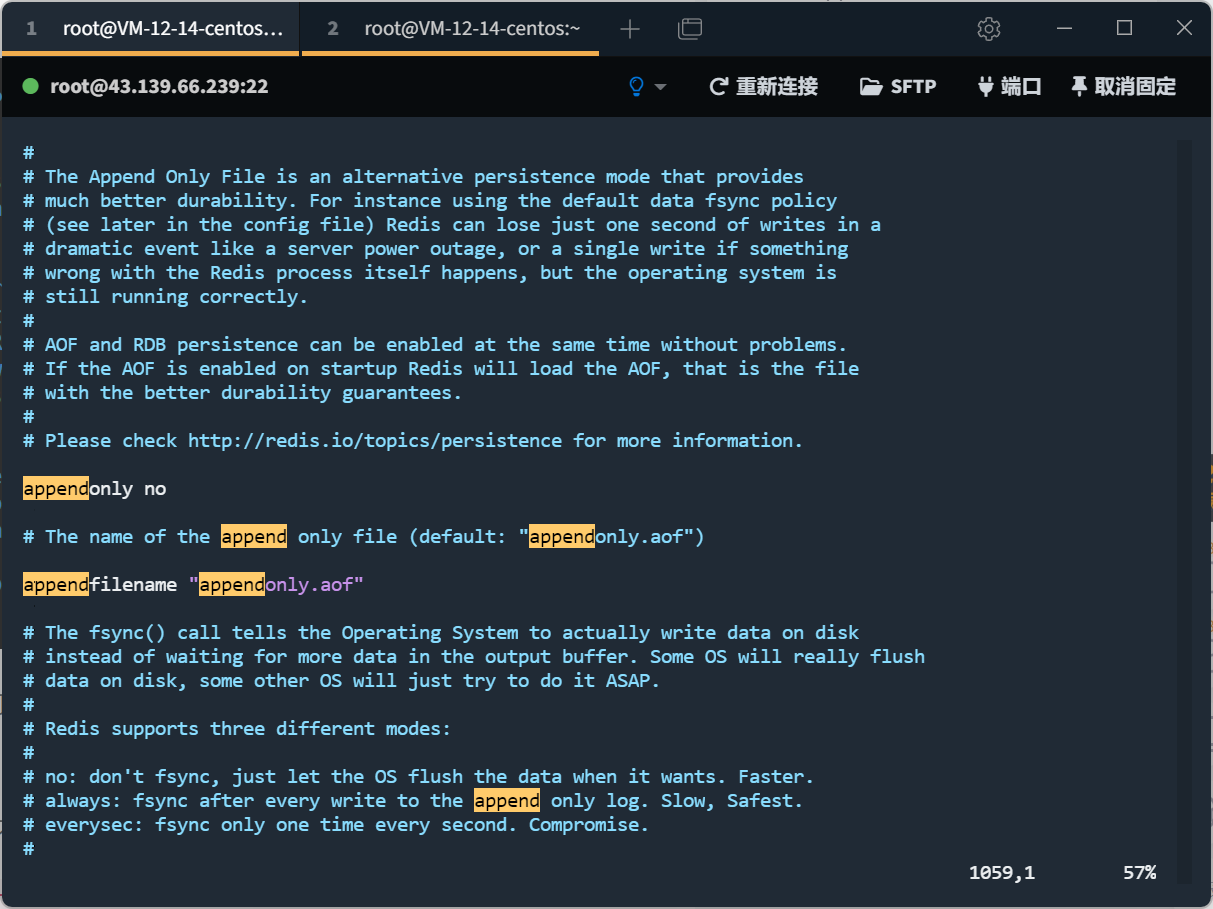 1 root@VM-12-14-centos... 2 root@VM-12-14-centos:~
root@43.139.66.239:22 重新连接 SFTP 端口 取消固定
#
# The Append Only File is an alternative persistence mode that provides
# much better durability. For instance using the default data fsync policy
# (see later in the config file) Redis can lose just one second of writes in a
# dramatic event like a server power outage, or a single write if something
# wrong with the Redis process itself happens, but the operating system is
# still running correctly.
#
# AOF and RDB persistence can be enabled at the same time without problems.
# If the AOF is enabled on startup Redis will load the AOF, that is the file
# with the better durability guarantees.
#
# Please check http://redis.io/topics/persistence for more information.
appendonly no
# The name of the append only file (default: "appendonly.aof")
appendfilename "appendonly.aof"
# The fsync() call tells the Operating System to actually write data on disk
# instead of waiting for more data in the output buffer. Some OS will really flush
# data on disk, some other OS will just try to do it ASAP.
#
# Redis supports three different modes:
#
# no: don't fsync, just let the OS flush the data when it wants. Faster.
# always: fsync after every write to the append only log. Slow, Safest.
# everysec: fsync only one time every second. Compromise.
#
1059,1 57%